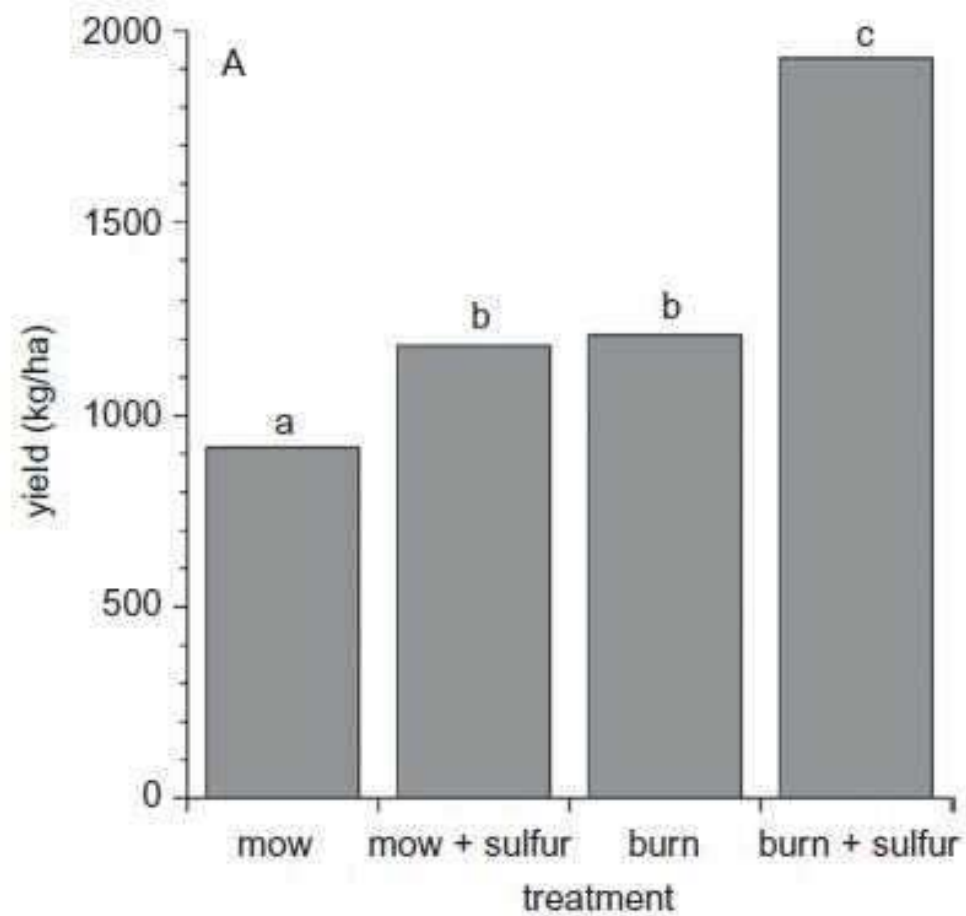 A
2000
1500
1000
500
0
yield (kg/ha)
a
b
b
c
mow
mow + sulfur
burn
burn + sulfur
treatment